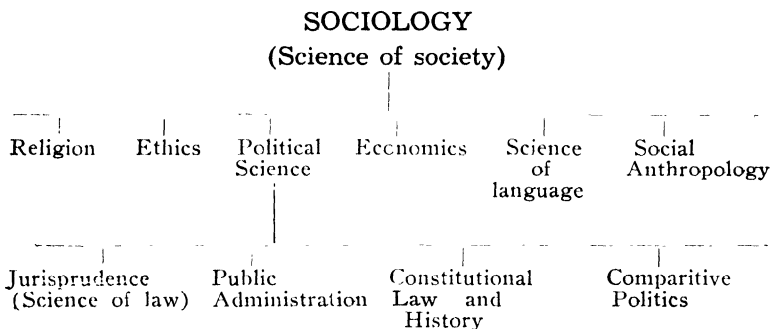 SOCIOLOGY
(Science of society)
Religion Ethics Political Science Economics Science of language Social Anthropology
Jurisprudence (Science of law) Public Administration Constitutional Law and History Comparitive Politics